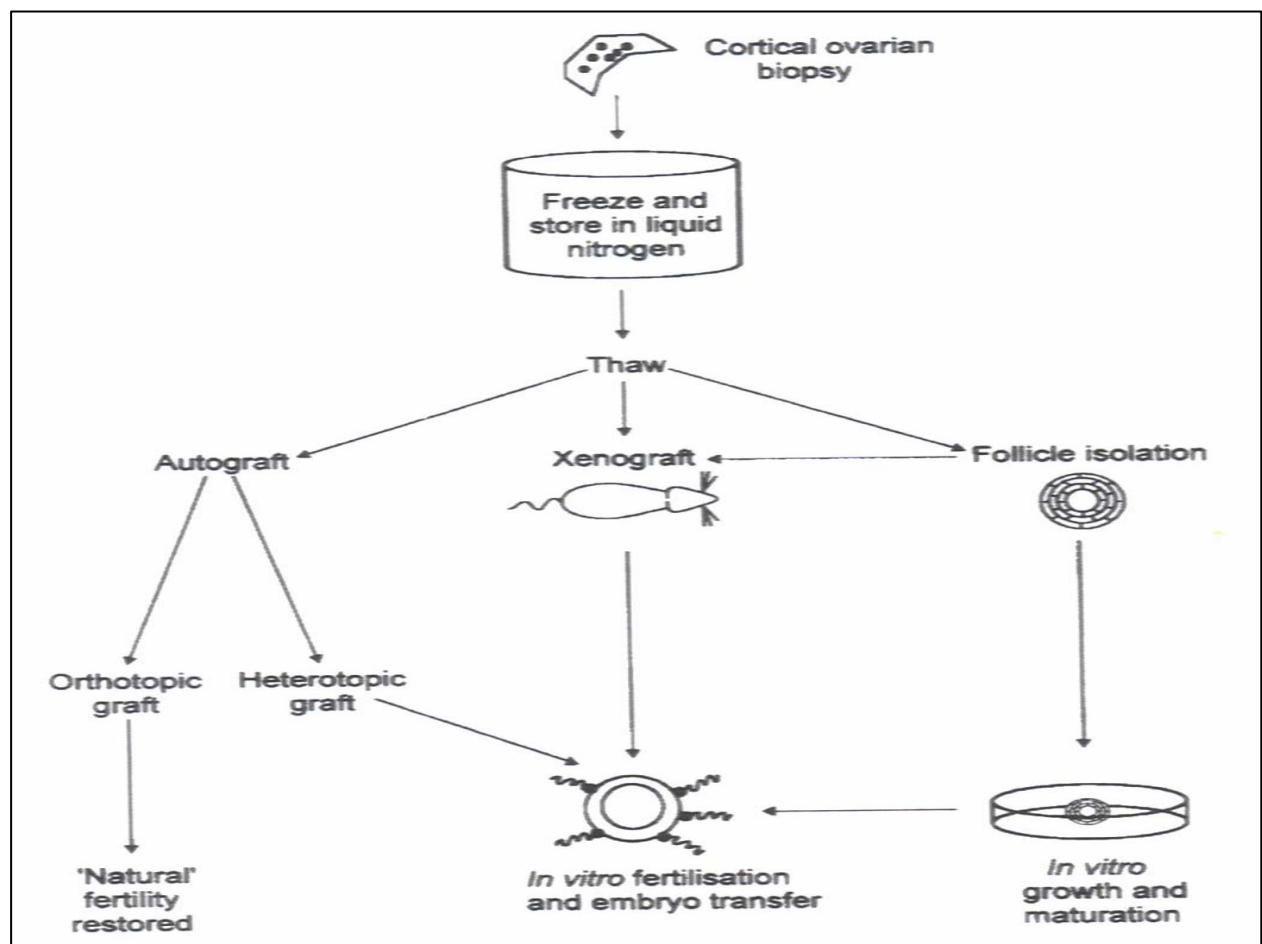 Cortical ovarian
biopsy
Freeze and
store in liquid
nitrogen
Thaw
Autograft
Xenograft
Follicle isolation
Orthotopic
graft
Heterotopic
graft
'Natural'
fertility
restored
In vitro fertilisation
and embryo transfer
In vitro
growth and
maturation